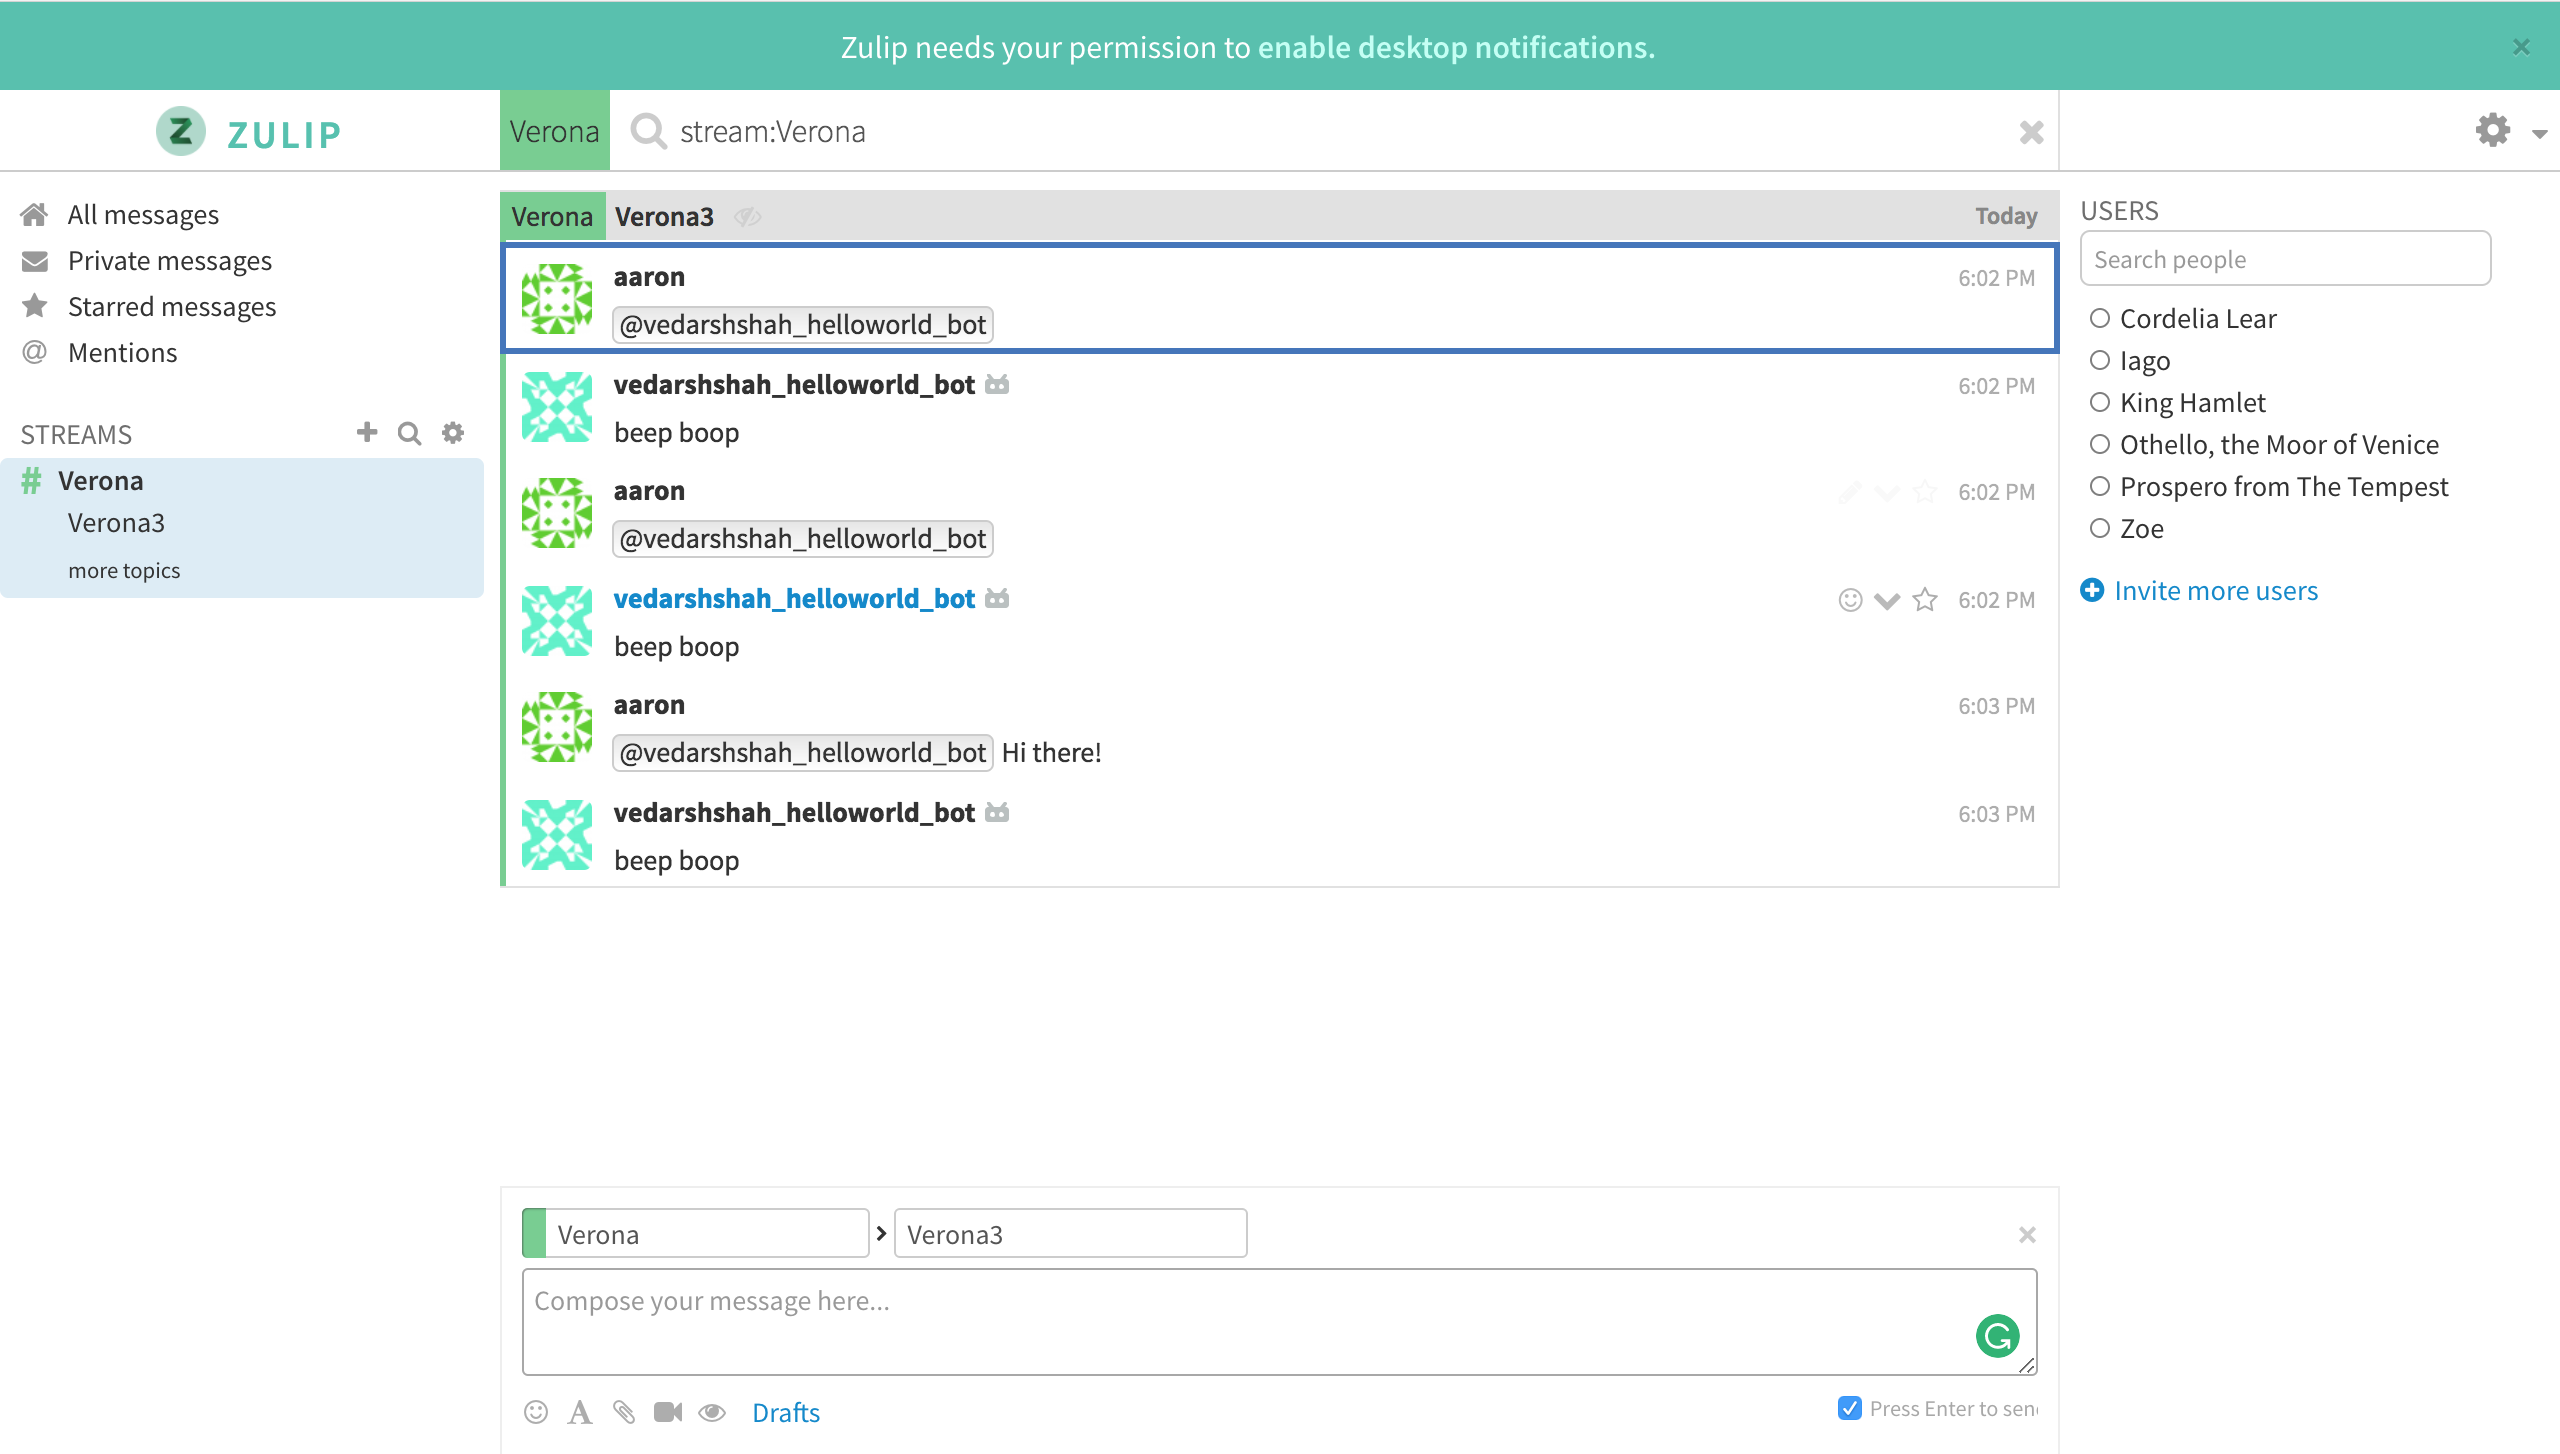 Zulip needs your permission to enable desktop notifications.
ZULIP
Verona
stream:Verona
All messages
Private messages
Starred messages
Mentions
STREAMS
# Verona
Verona3
more topics
Verona Verona3 Today
aaron 6:02 PM
@vedarshshah_helloworld_bot
vedarshshah_helloworld_bot 6:02 PM
beep boop
aaron 6:02 PM
@vedarshshah_helloworld_bot
vedarshshah_helloworld_bot 6:02 PM
beep boop
aaron 6:03 PM
@vedarshshah_helloworld_bot Hi there!
vedarshshah_helloworld_bot 6:03 PM
beep boop
Verona > Verona3
Compose your message here...
Drafts
Press Enter to sen
USERS
Search people
Cordelia Lear
Iago
King Hamlet
Othello, the Moor of Venice
Prospero from The Tempest
Zoe
Invite more users